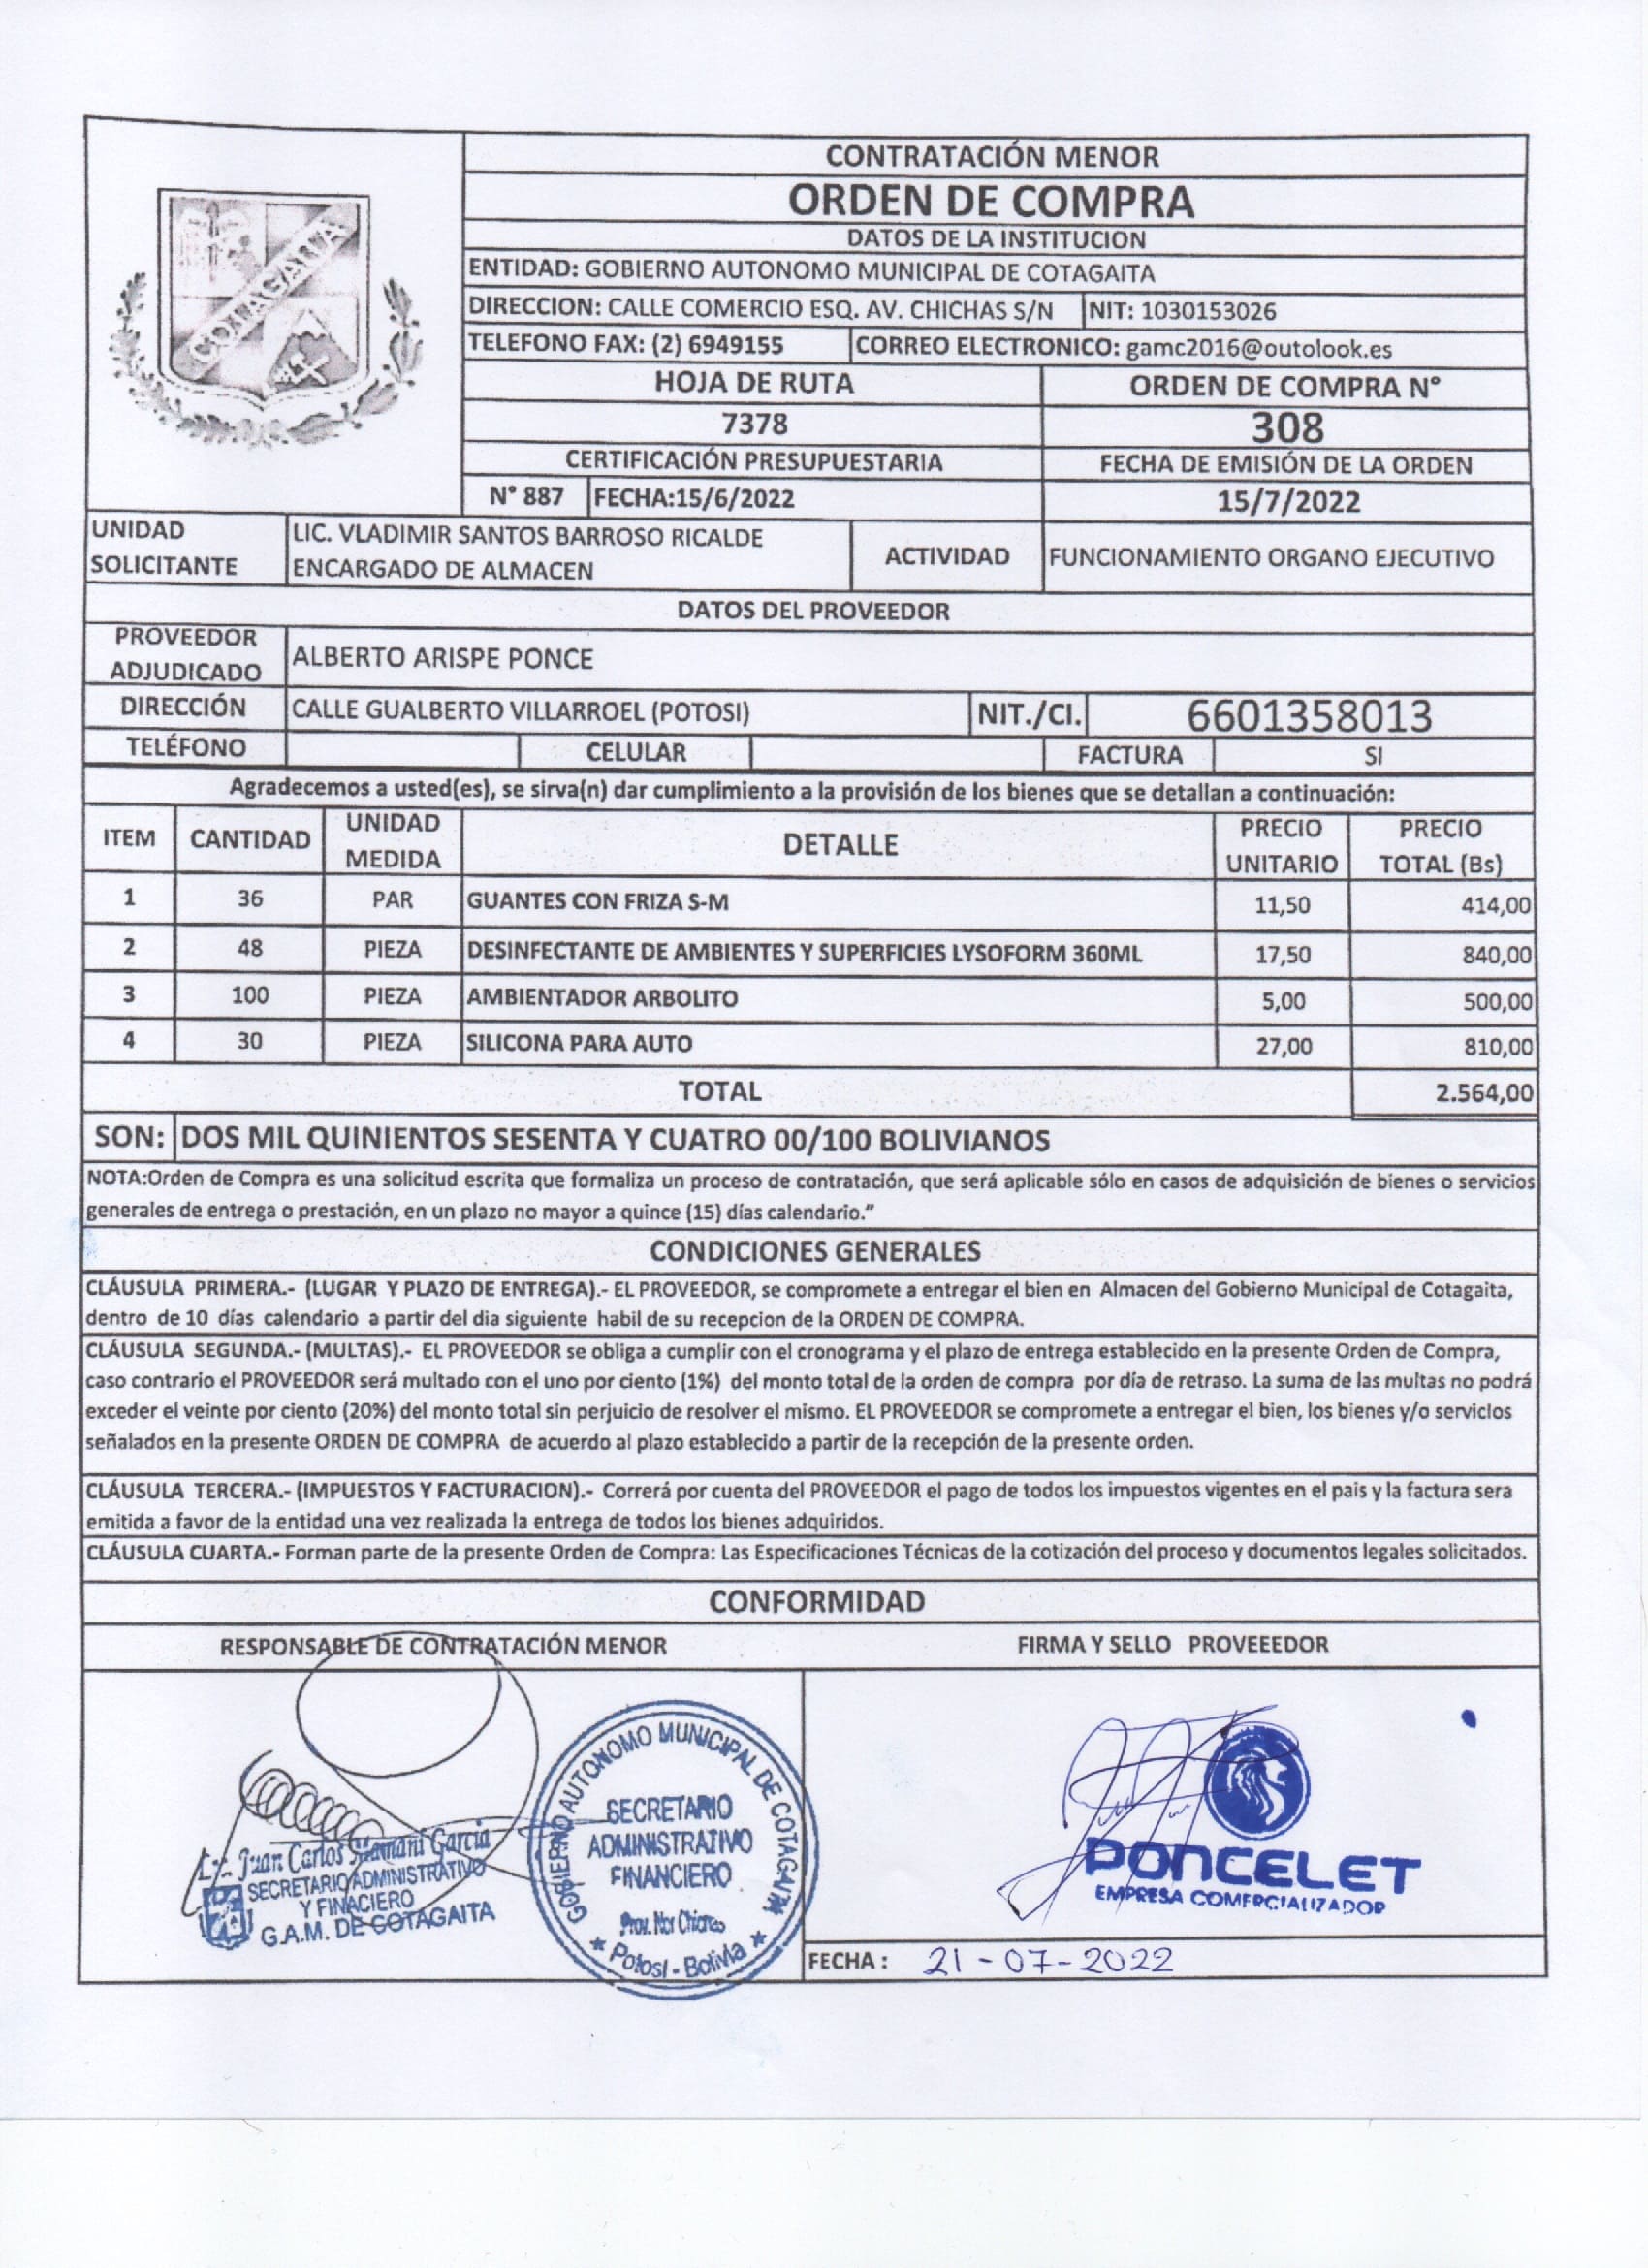 COTAGAITA
CONTRATACIÓN MENOR
ORDEN DE COMPRA
DATOS DE LA INSTITUCION
ENTIDAD: GOBIERNO AUTONOMO MUNICIPAL DE COTAGAITA
DIRECCION: CALLE COMERCIO ESQ. AV. CHICHAS S/N NIT: 1030153026
TELEFONO FAX: (2) 6949155 CORREO ELECTRONICO: gamc2016@outolook.es
HOJA DE RUTA ORDEN DE COMPRA N°
7378 308
CERTIFICACIÓN PRESUPUESTARIA FECHA DE EMISIÓN DE LA ORDEN
N° 887 FECHA:15/6/2022 15/7/2022
UNIDAD SOLICITANTE LIC. VLADIMIR SANTOS BARROSO RICALDE
ENCARGADO DE ALMACEN ACTIVIDAD FUNCIONAMIENTO ORGANO EJECUTIVO
DATOS DEL PROVEEDOR
PROVEEDOR ADJUDICADO ALBERTO ARISPE PONCE
DIRECCIÓN CALLE GUALBERTO VILLARROEL (POTOSI) NIT./CI. 6601358013
TELÉFONO CELULAR FACTURA SI
Agradecemos a usted(es), se sirva(n) dar cumplimiento a la provisión de los bienes que se detallan a continuación:
ITEM CANTIDAD UNIDAD MEDIDA DETALLE PRECIO UNITARIO PRECIO TOTAL (Bs)
1 36 PAR GUANTES CON FRIZA S-M 11,50 414,00
2 48 PIEZA DESINFECTANTE DE AMBIENTES Y SUPERFICIES LYSOFORM 360ML 17,50 840,00
3 100 PIEZA AMBIENTADOR ARBOLITO 5,00 500,00
4 30 PIEZA SILICONA PARA AUTO 27,00 810,00
TOTAL 2.564,00
SON: DOS MIL QUINIENTOS SESENTA Y CUATRO 00/100 BOLIVIANOS
NOTA:Orden de Compra es una solicitud escrita que formaliza un proceso de contratación, que será aplicable sólo en casos de adquisición de bienes o servicios
generales de entrega o prestación, en un plazo no mayor a quince (15) días calendario.”
CONDICIONES GENERALES
CLÁUSULA PRIMERA.- (LUGAR Y PLAZO DE ENTREGA).- EL PROVEEDOR, se compromete a entregar el bien en Almacen del Gobierno Municipal de Cotagaita,
dentro de 10 días calendario a partir del dia siguiente habil de su recepcion de la ORDEN DE COMPRA.
CLÁUSULA SEGUNDA.- (MULTAS).- EL PROVEEDOR se obliga a cumplir con el cronograma y el plazo de entrega establecido en la presente Orden de Compra,
caso contrario el PROVEEDOR será multado con el uno por ciento (1%) del monto total de la orden de compra por día de retraso. La suma de las multas no podrá
exceder el veinte por ciento (20%) del monto total sin perjuicio de resolver el mismo. EL PROVEEDOR se compromete a entregar el bien, los bienes y/o servicios
señalados en la presente ORDEN DE COMPRA de acuerdo al plazo establecido a partir de la recepción de la presente orden.
CLÁUSULA TERCERA.- (IMPUESTOS Y FACTURACION).- Correrá por cuenta del PROVEEDOR el pago de todos los impuestos vigentes en el pais y la factura sera
emitida a favor de la entidad una vez realizada la entrega de todos los bienes adquiridos.
CLÁUSULA CUARTA.- Forman parte de la presente Orden de Compra: Las Especificaciones Técnicas de la cotización del proceso y documentos legales solicitados.
CONFORMIDAD
RESPONSABLE DE CONTRATACIÓN MENOR FIRMA Y SELLO PROVEEEDOR
Juan Carlos García
SECRETARIO ADMINISTRATIVO
Y FINACIERO
G.A.M. DE COTAGAITA
GOBIERNO AUTONOMO MUNICIPAL DE COTAGAITA
SECRETARIO
ADMINISTRATIVO
FINANCIERO
Prov. Nor Chichas
Potosí - Bolivia
PONCELET
EMPRESA COMERCIALIZADOR
FECHA : 21-07-2022